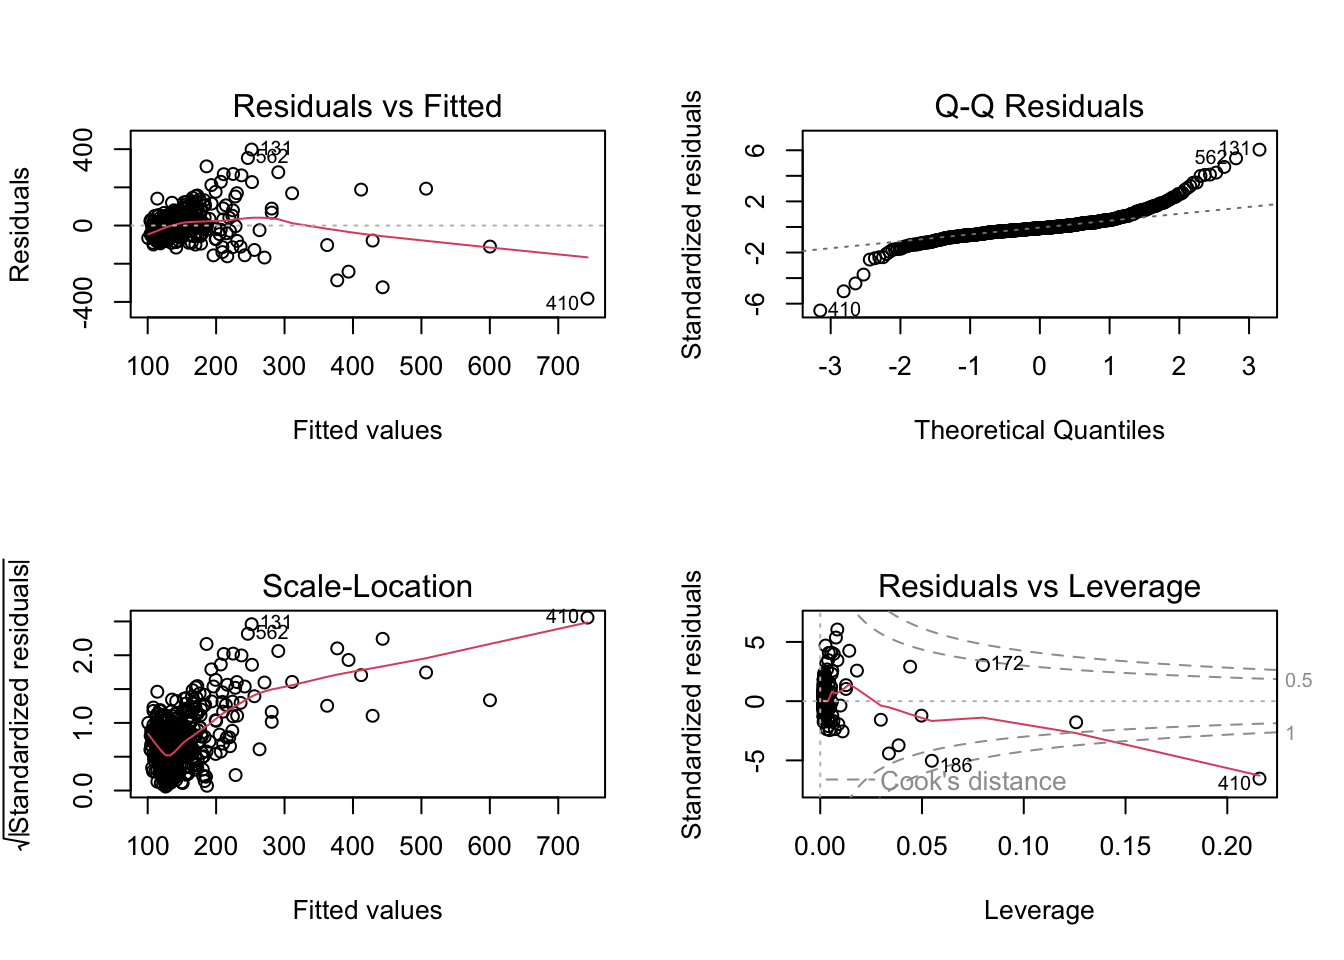 Residuals vs Fitted
Residuals
400
0
-400
131
562
410
100 200 300 400 500 600 700
Fitted values
Q-Q Residuals
Standardized residuals
6
2
-2
-6
131
562
410
-3 -2 -1 0 1 2 3
Theoretical Quantiles
Scale-Location
√|Standardized residuals|
2.0
1.0
0.0
131
562
410
100 200 300 400 500 600 700
Fitted values
Residuals vs Leverage
Standardized residuals
5
0
-5
172
186
410
Cook's distance
0.5
1
0.00 0.05 0.10 0.15 0.20
Leverage